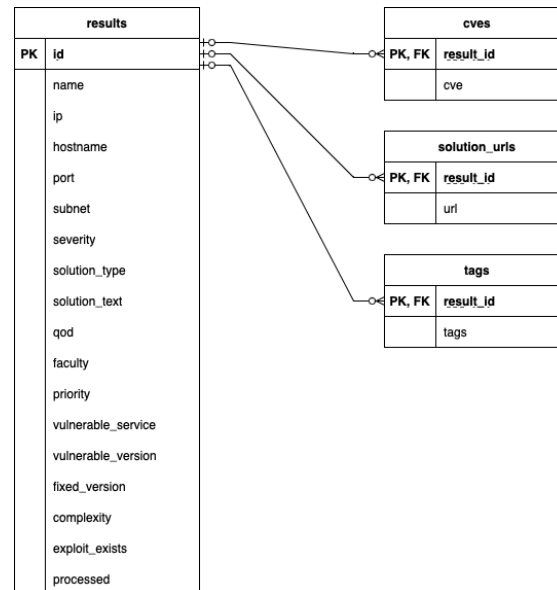 results
PK id
name
ip
hostname
port
subnet
severity
solution_type
solution_text
qod
faculty
priority
vulnerable_service
vulnerable_version
fixed_version
complexity
exploit_exists
processed
cves
PK, FK result_id
cve
solution_urls
PK, FK result_id
url
tags
PK, FK result_id
tags